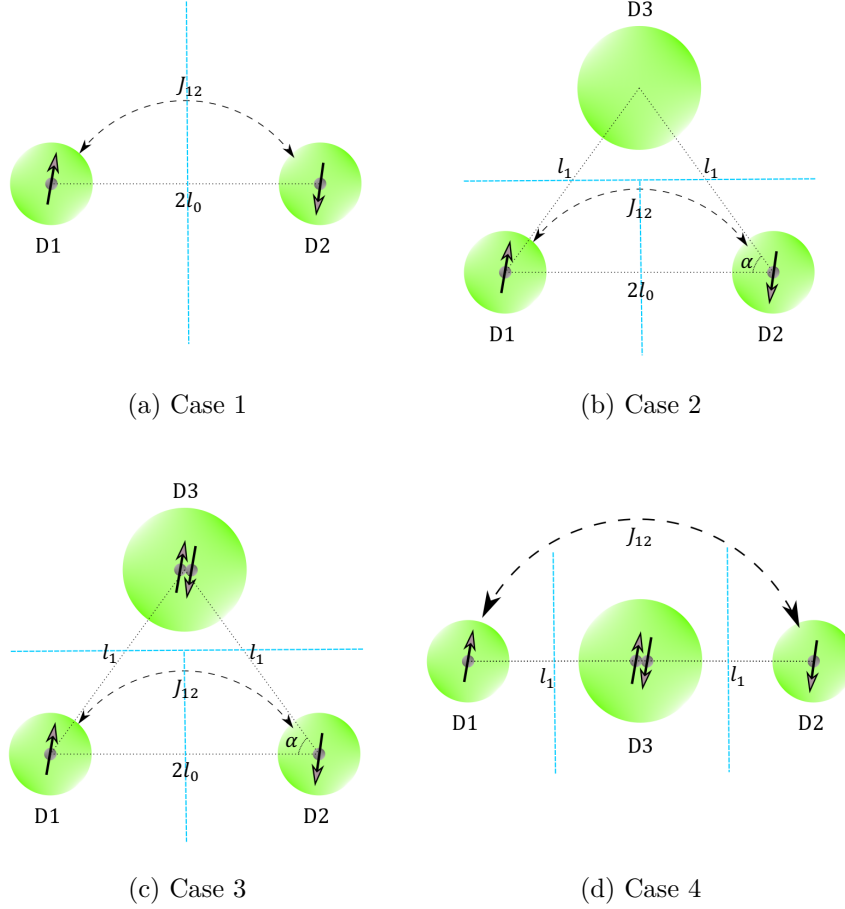 J₁₂
2l₀
D1
D2
(a) Case 1
D3
l₁
l₁
J₁₂
α
2l₀
D1
D2
(b) Case 2
D3
l₁
l₁
J₁₂
α
2l₀
D1
D2
(c) Case 3
J₁₂
l₁
l₁
D1
D3
D2
(d) Case 4